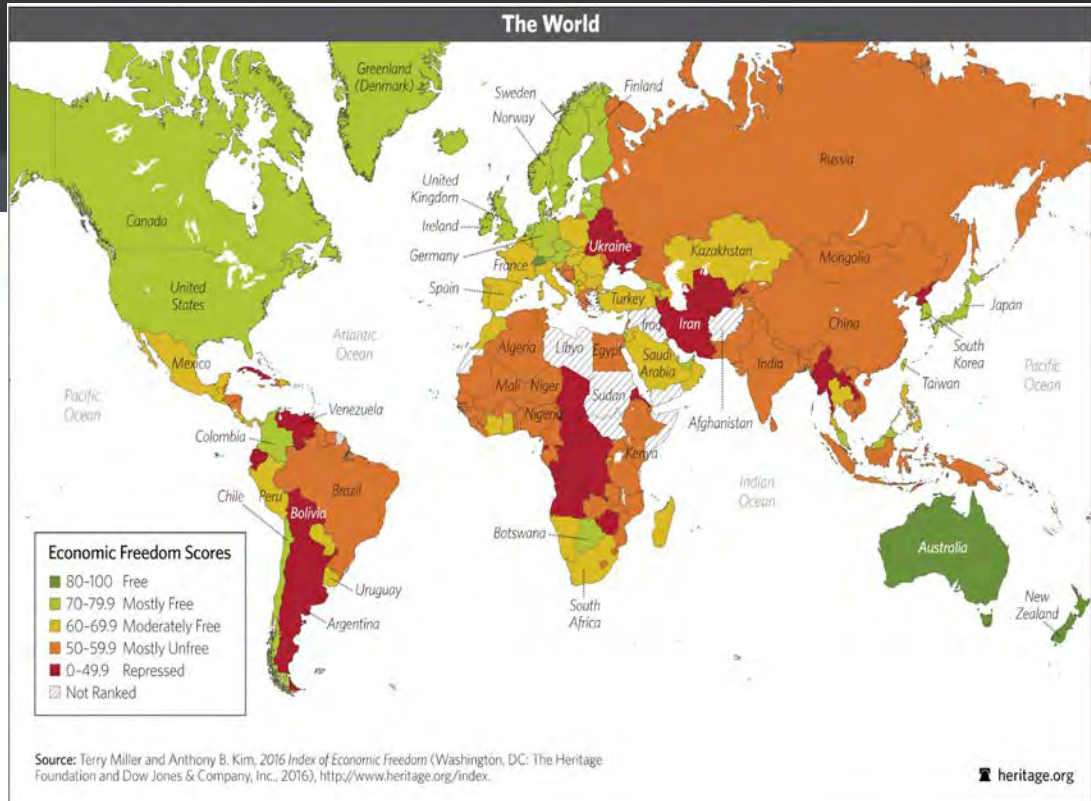 The World
Greenland
(Denmark)
Sweden
Finland
Norway
Russia
United
Kingdom
Canada
Ireland
Ukraine
Germany
Kazakhstan
Mongolia
France
United
States
Spain
Turkey
Japan
Iraq
Iran
China
Atlantic
Ocean
Algeria
Libya
Egypt
South
Korea
Mexico
Saudi
Arabia
India
Pacific
Ocean
Pacific
Ocean
Mali
Niger
Sudan
Taiwan
Venezuela
Nigeria
Afghanistan
Colombia
Kenya
Indian
Ocean
Chile
Peru
Brazil
Bolivia
Botswana
Australia
Economic Freedom Scores
80-100 Free
70-79.9 Mostly Free
60-69.9 Moderately Free
50-59.9 Mostly Unfree
0-49.9 Repressed
Not Ranked
Uruguay
Argentina
South
Africa
New
Zealand
Source: Terry Miller and Anthony B. Kim, 2016 Index of Economic Freedom (Washington, DC: The Heritage
Foundation and Dow Jones & Company, Inc., 2016), http://www.heritage.org/index.
heritage.org